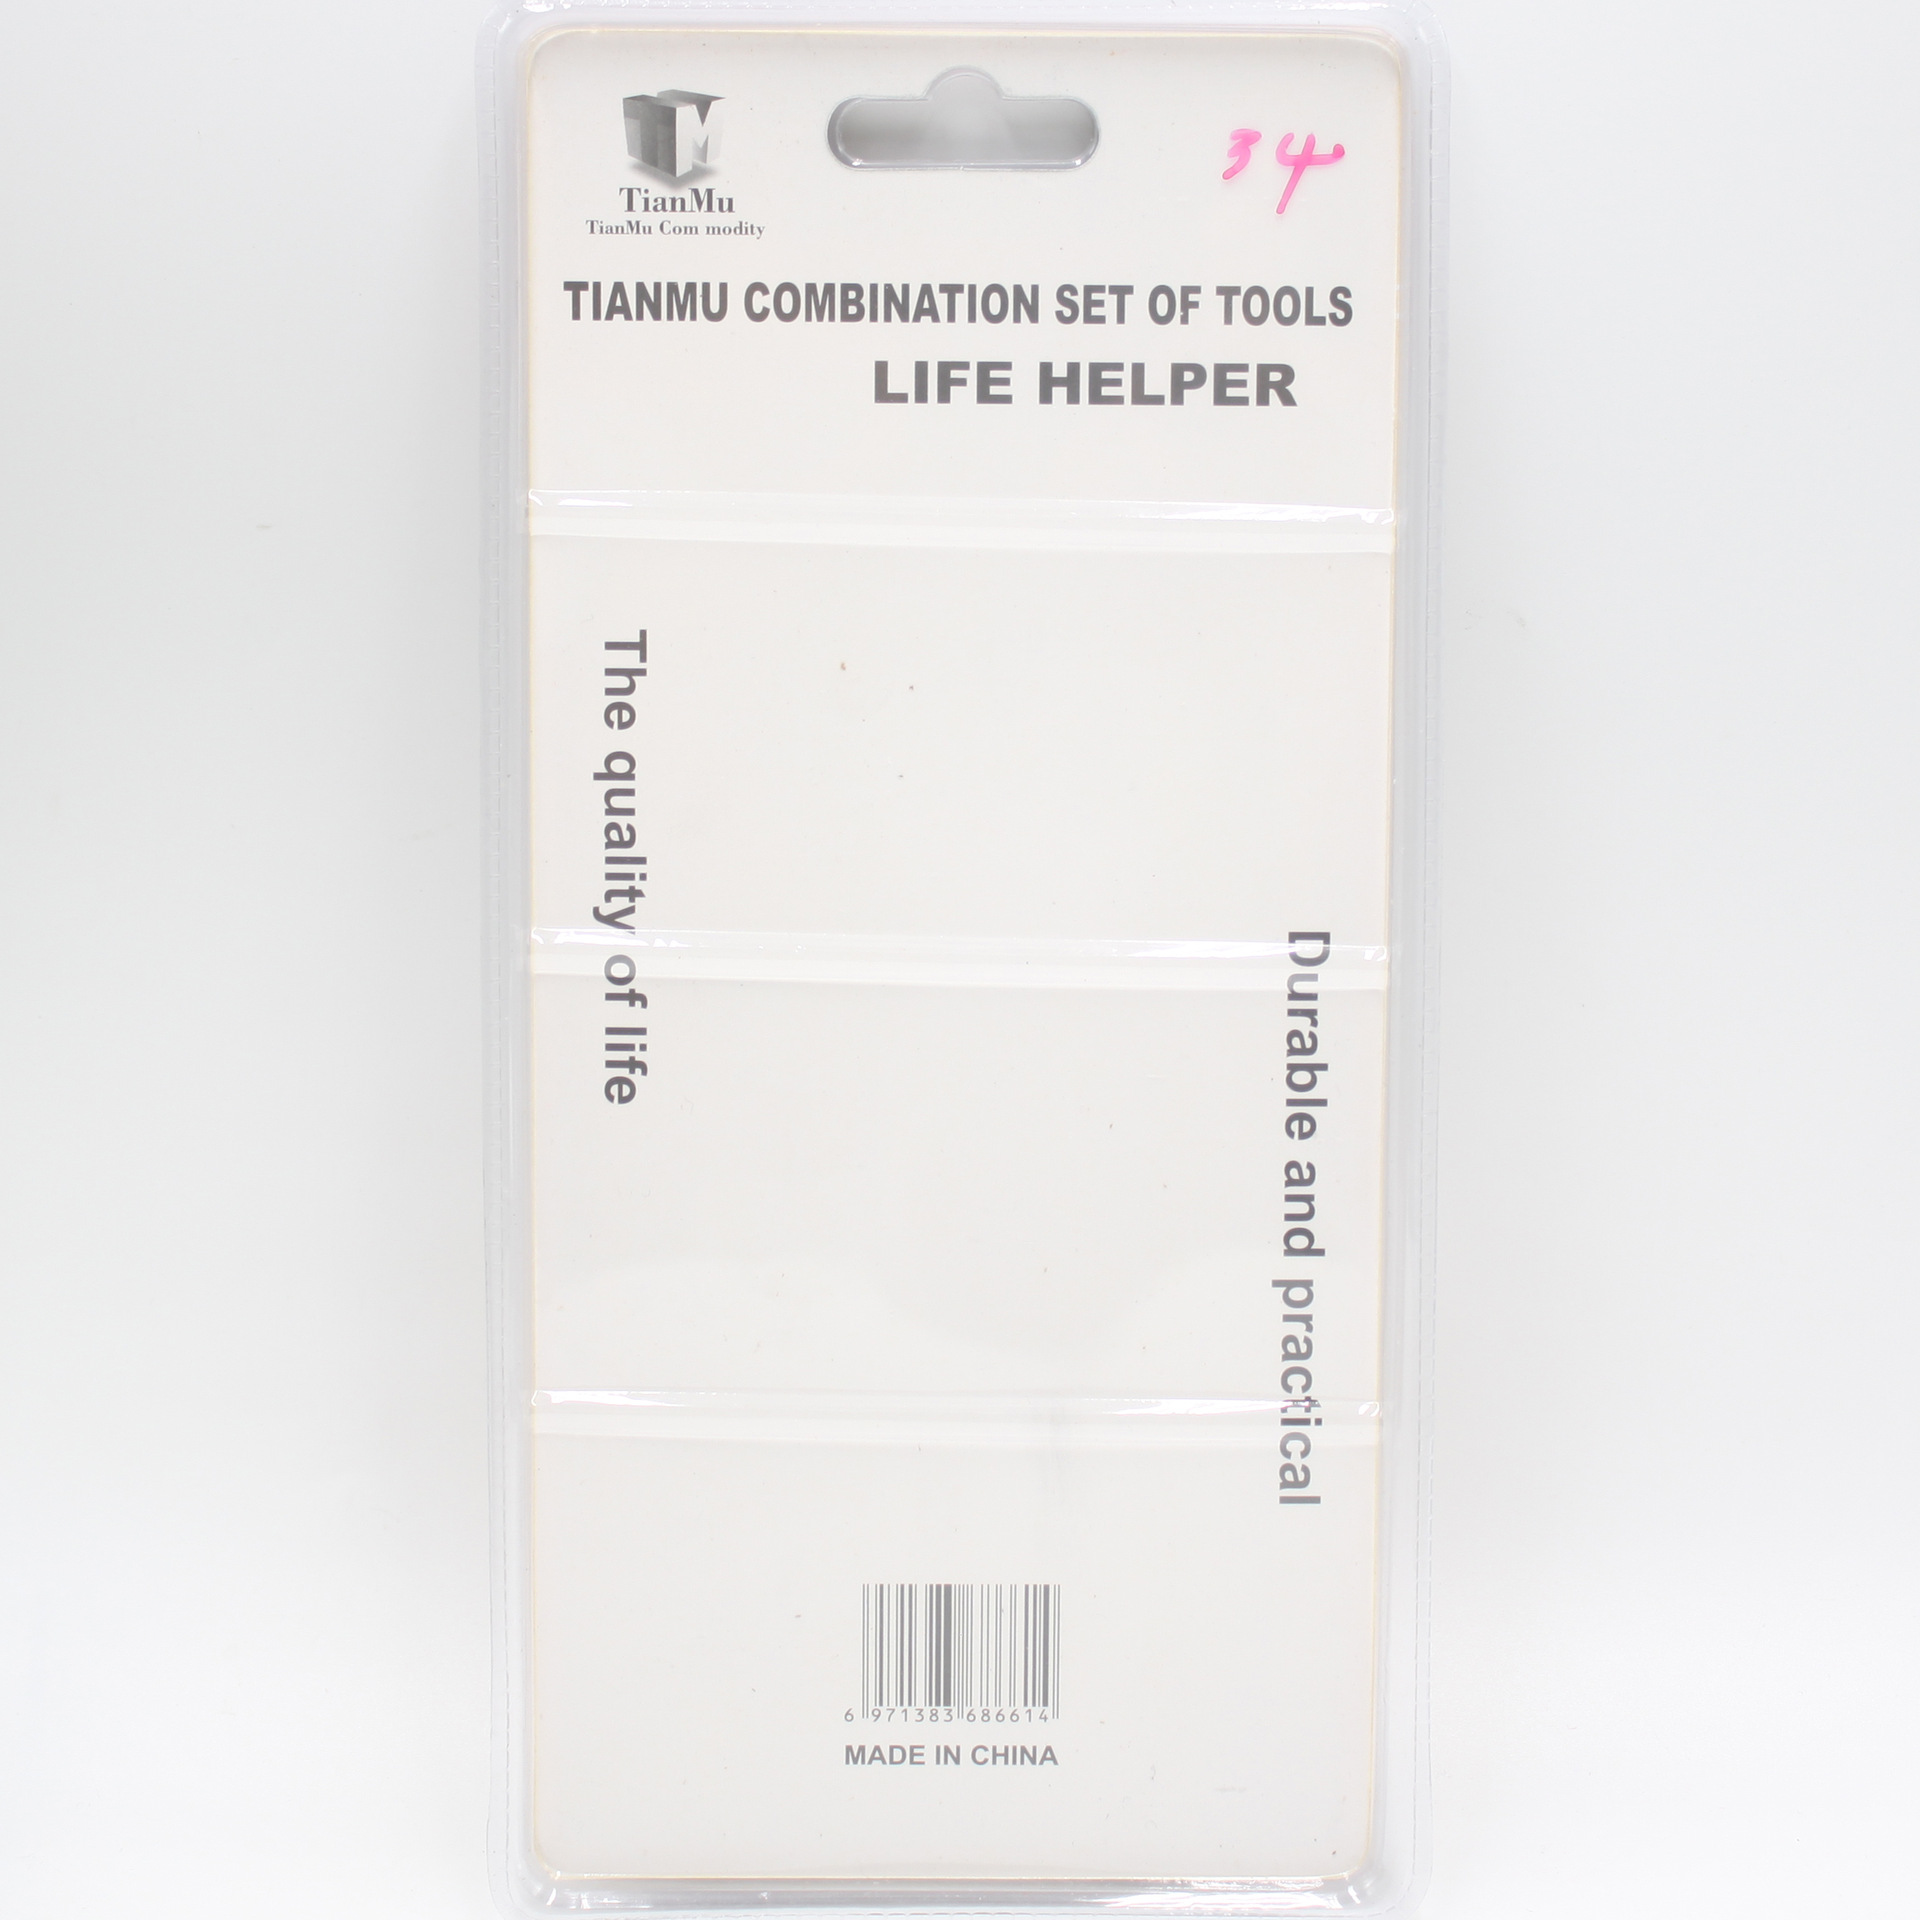 TM
TianMu
TianMu Com modity
34
TIANMU COMBINATION SET OF TOOLS
LIFE HELPER
The quality of life
Durable and practical
6 971383 686614
MADE IN CHINA